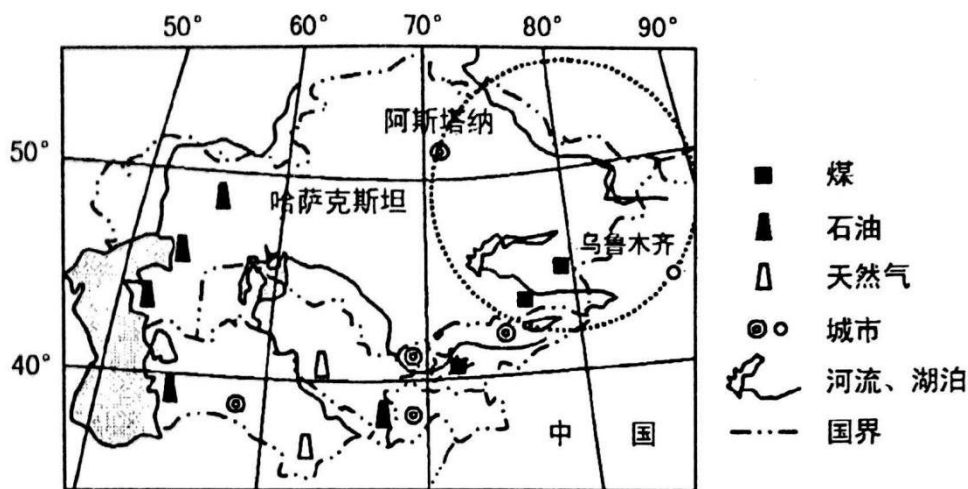 50° 60° 70° 80° 90°
阿斯塔纳
50°
哈萨克斯坦
乌鲁木齐
40°
中 国
煤
石油
天然气
城市
河流、湖泊
国界